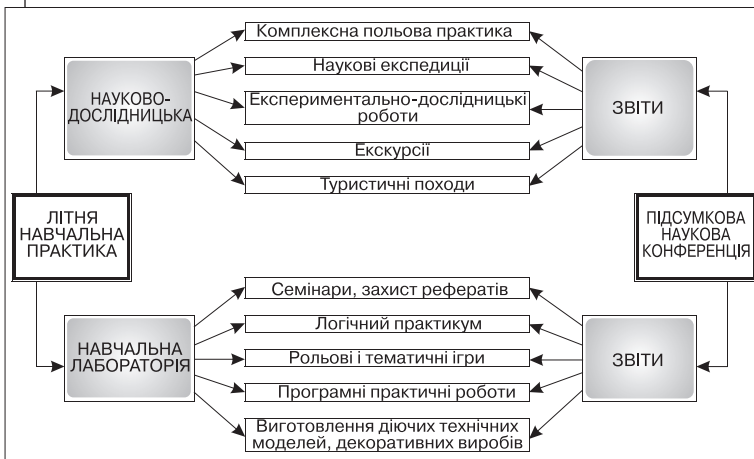 Комплексна польова практика
Наукові експедиції
НАУКОВО-
ДОСЛІДНИЦЬКА
Експериментально-дослідницькі
роботи
ЗВІТИ
Екскурсії
Туристичні походи
ЛІТНЯ
НАВЧАЛЬНА
ПРАКТИКА
ПІДСУМКОВА
НАУКОВА
КОНФЕРЕНЦІЯ
Семінари, захист рефератів
Логічний практикум
НАВЧАЛЬНА
ЛАБОРАТОРІЯ
Рольові і тематичні ігри
ЗВІТИ
Програмні практичні роботи
Виготовлення діючих технічних
моделей, декоративних виробів